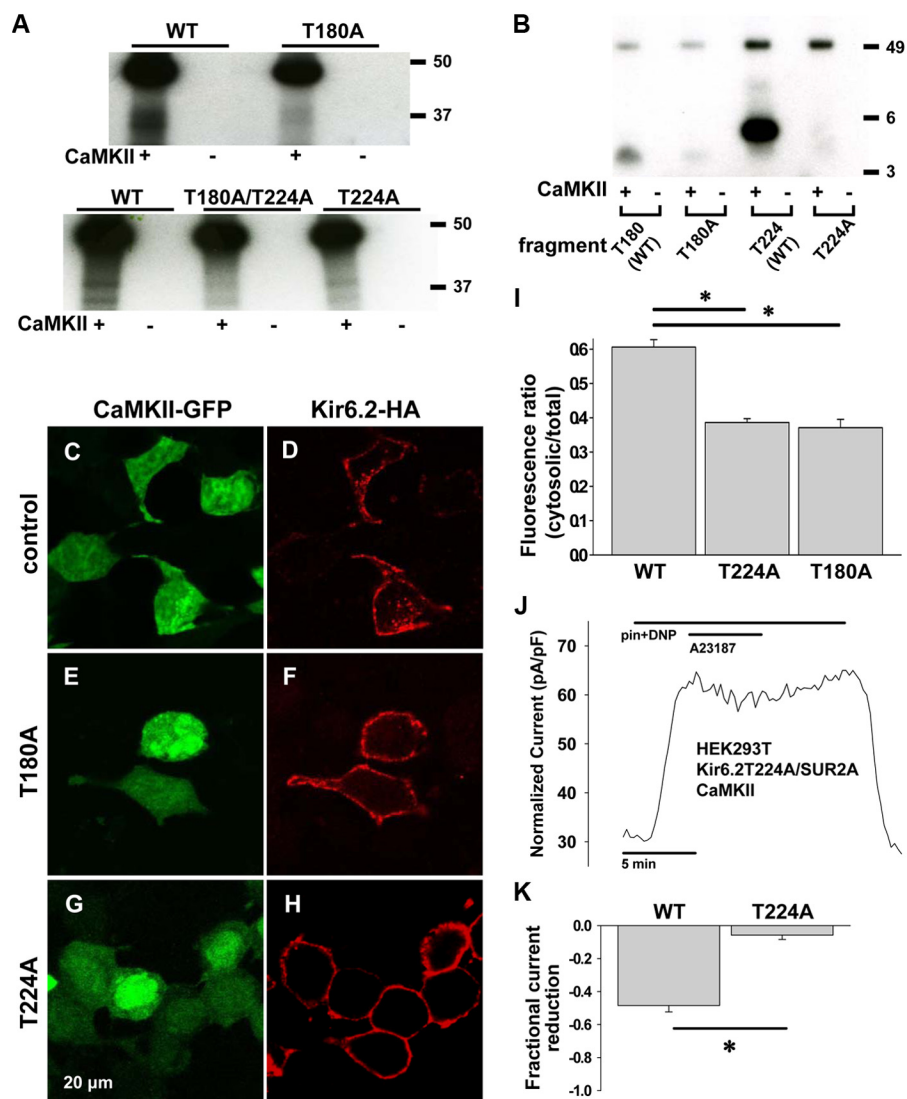 A
WT T180A
50
37
CaMKII + - + -
WT T180A/T224A T224A
50
37
CaMKII + - + - + -
B
49
6
3
CaMKII + - + - + - + -
fragment T180 (WT) T180A T224 (WT) T224A
CaMKII-GFP Kir6.2-HA
control
C D
T180A
E F
T224A
G H
20 µm
I
* 
*
Fluorescence ratio
(cytosolic/total)
0.6
0.5
0.4
0.3
0.2
0.1
0.0
WT T224A T180A
J
Normalized Current (pA/pF)
70
60
50
40
30
pin+DNP
A23187
HEK293T
Kir6.2T224A/SUR2A
CaMKII
5 min
K
WT T224A
Fractional current
reduction
0.0
-0.2
-0.4
-0.6
-0.8
-1.0
*